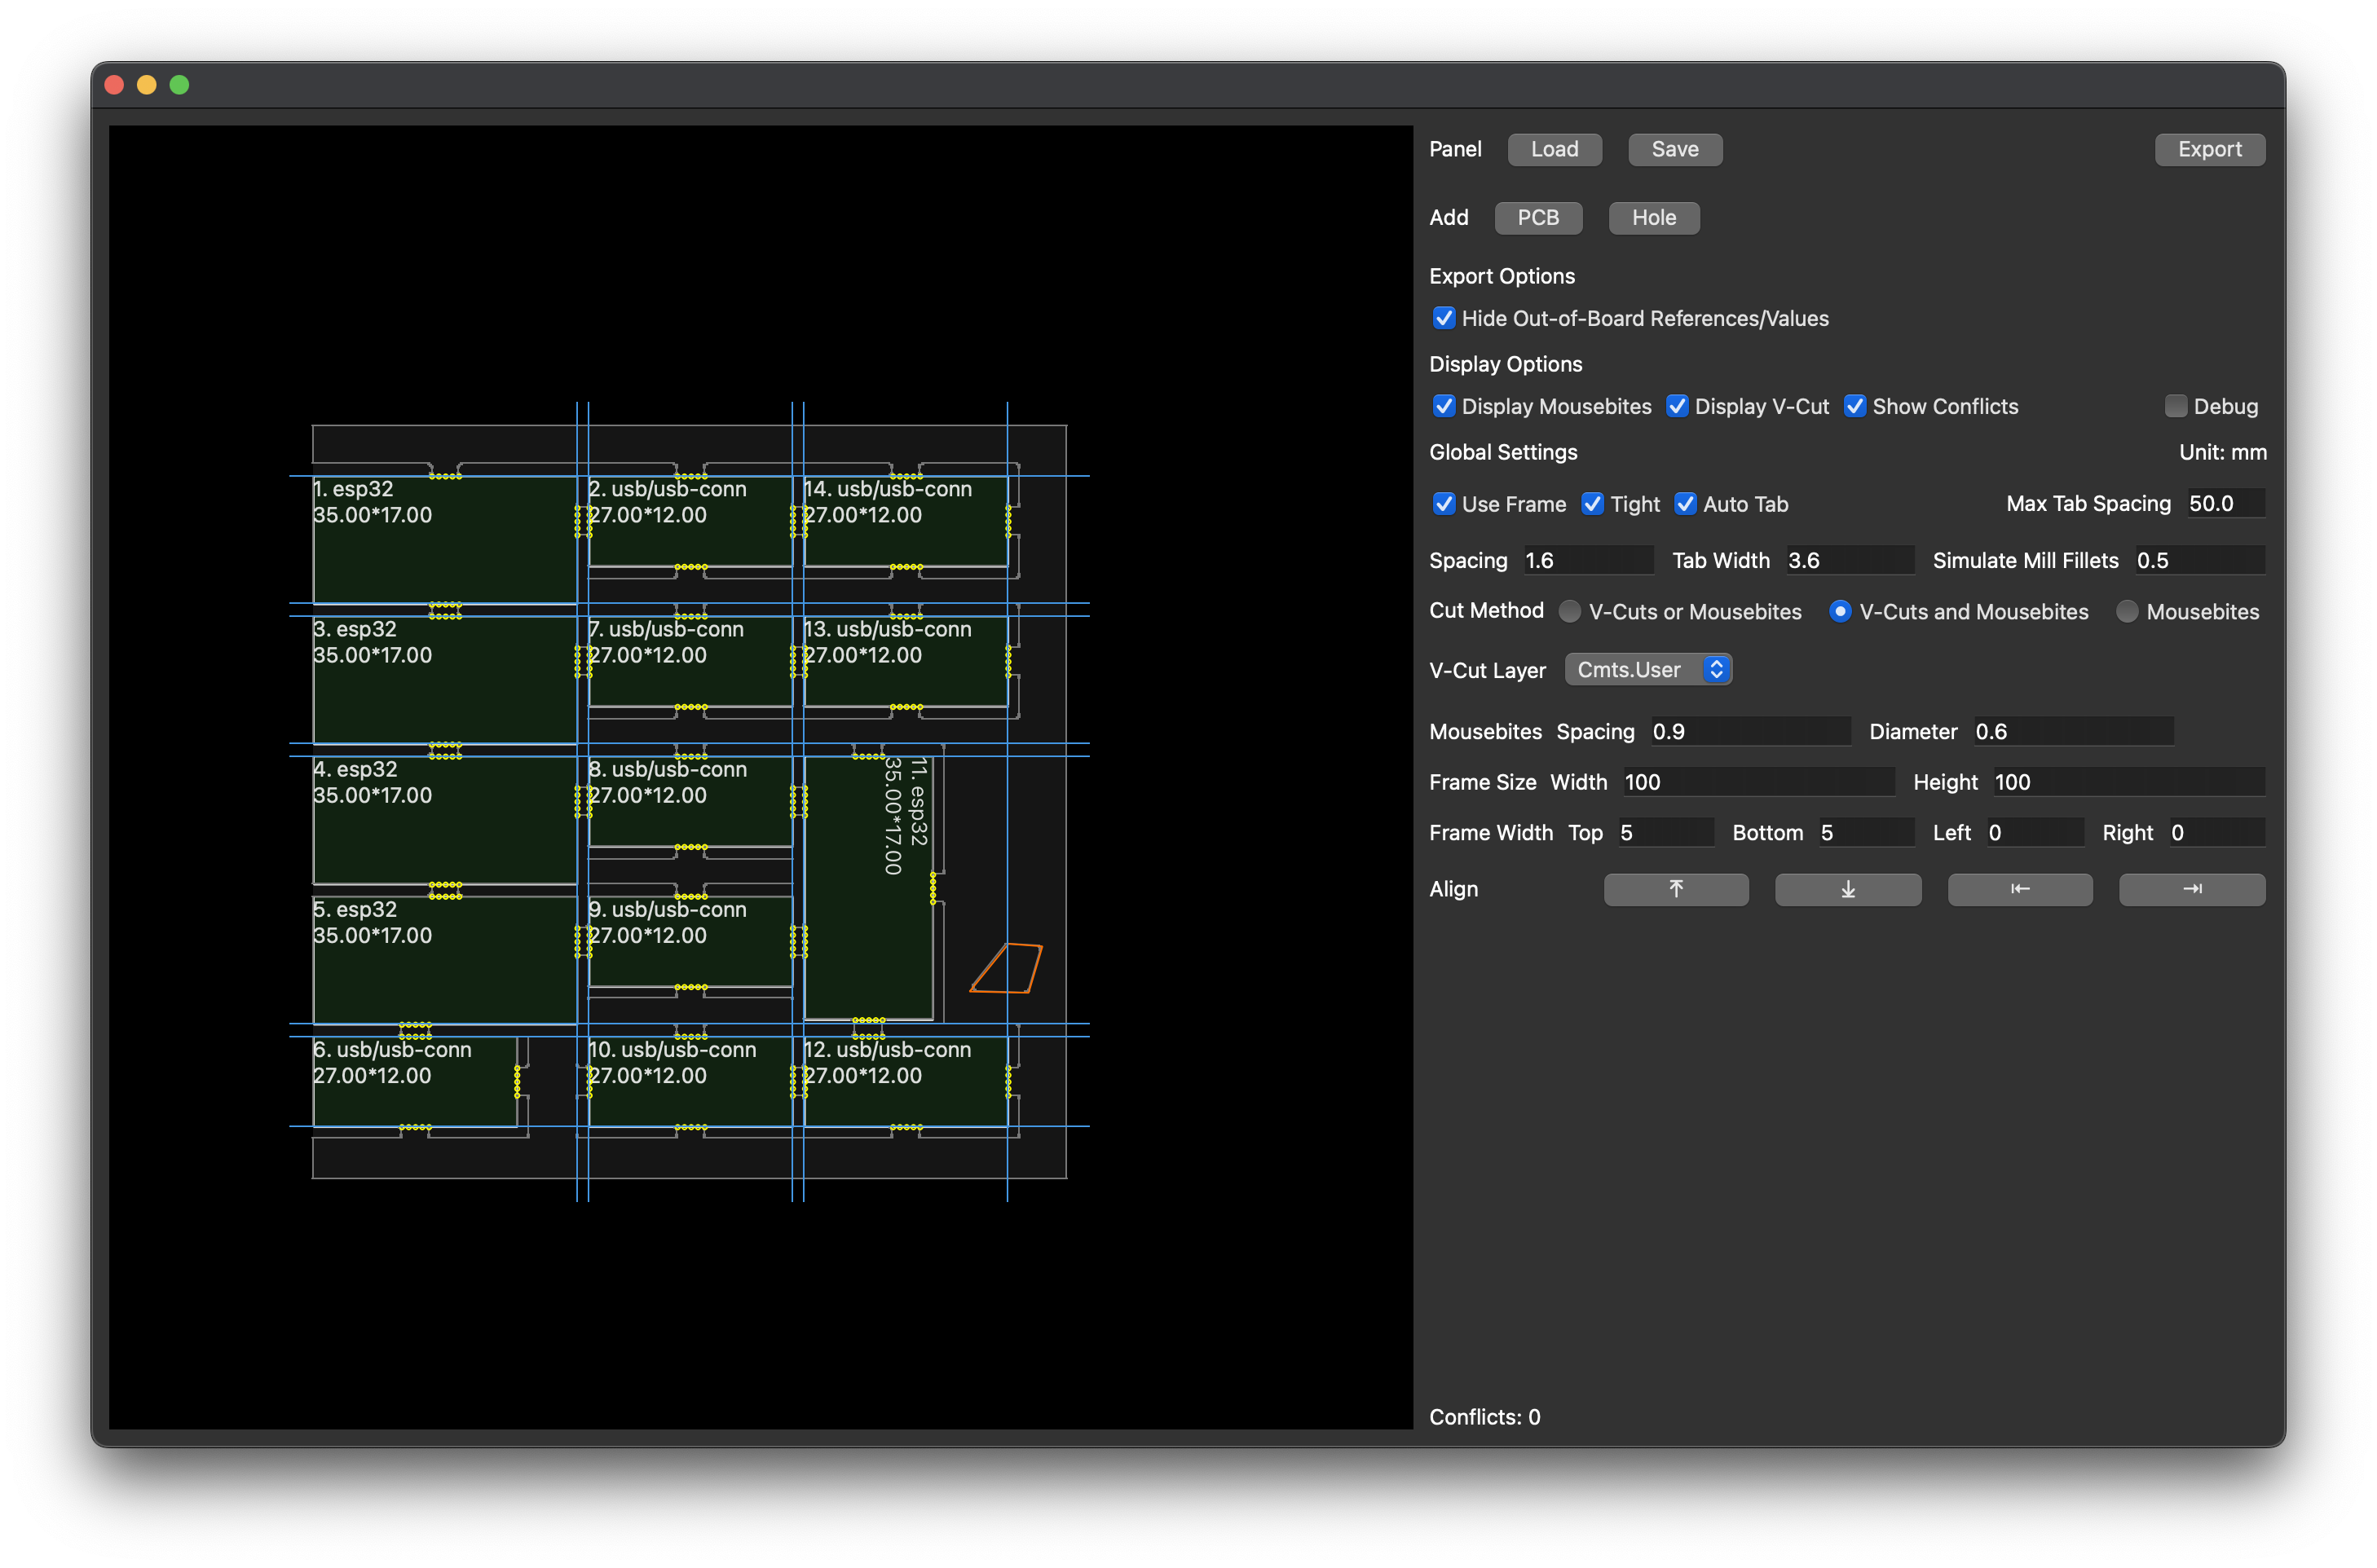 Panel Load Save Export
Add PCB Hole
Export Options
Hide Out-of-Board References/Values
Display Options
Display Mousebites Display V-Cut Show Conflicts Debug
Global Settings Unit: mm
Use Frame Tight Auto Tab Max Tab Spacing 50.0
Spacing 1.6 Tab Width 3.6 Simulate Mill Fillets 0.5
Cut Method V-Cuts or Mousebites V-Cuts and Mousebites Mousebites
V-Cut Layer Cmts.User
Mousebites Spacing 0.9 Diameter 0.6
Frame Size Width 100 Height 100
Frame Width Top 5 Bottom 5 Left 0 Right 0
Align
Conflicts: 0
1. esp32
35.00*17.00
2. usb/usb-conn
27.00*12.00
14. usb/usb-conn
27.00*12.00
3. esp32
35.00*17.00
7. usb/usb-conn
27.00*12.00
13. usb/usb-conn
27.00*12.00
4. esp32
35.00*17.00
8. usb/usb-conn
27.00*12.00
11. esp32
35.00*17.00
5. esp32
35.00*17.00
9. usb/usb-conn
27.00*12.00
6. usb/usb-conn
27.00*12.00
10. usb/usb-conn
27.00*12.00
12. usb/usb-conn
27.00*12.00